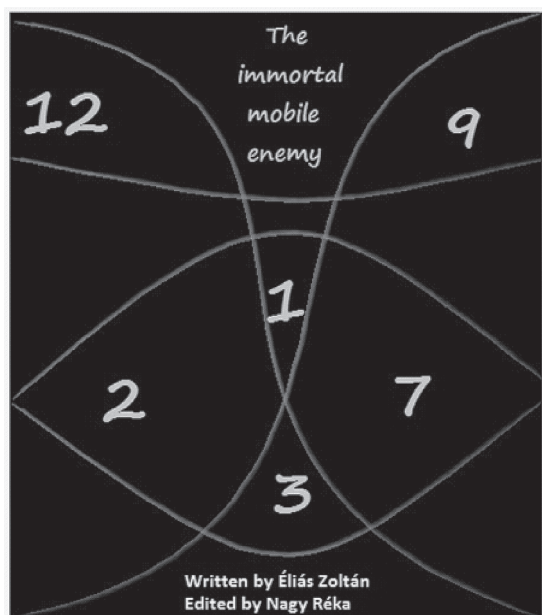 The
immortal
mobile
enemy
12
9
1
2
7
3
Written by Éliás Zoltán
Edited by Nagy Réka